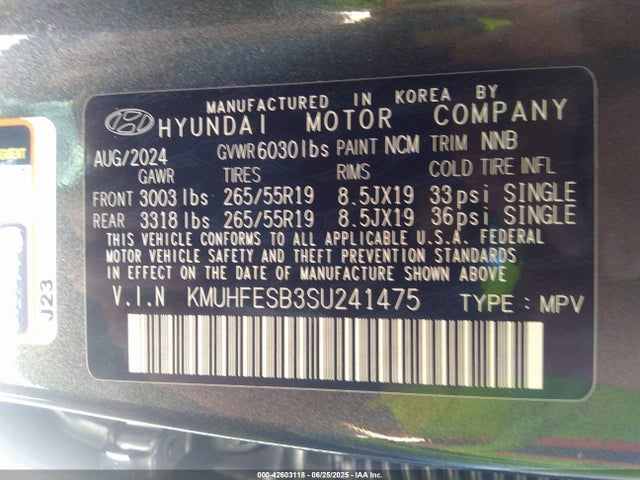 MANUFACTURED IN KOREA BY
HYUNDAI MOTOR COMPANY
AUG/2024 GVWR 6030 lbs PAINT NCM TRIM NNB
GAWR TIRES RIMS COLD TIRE INFL
FRONT 3003 lbs 265/55R19 8.5JX19 33psi SINGLE
REAR 3318 lbs 265/55R19 8.5JX19 36psi SINGLE
THIS VEHICLE CONFORMS TO ALL APPLICABLE U.S.A. FEDERAL
MOTOR VEHICLE SAFETY AND THEFT PREVENTION STANDARDS
IN EFFECT ON THE DATE OF MANUFACTURE SHOWN ABOVE
V.I.N KMUHFESB3SU241475 TYPE : MPV
J23
000-42603118 - 06/25/2025 - IAA Inc.